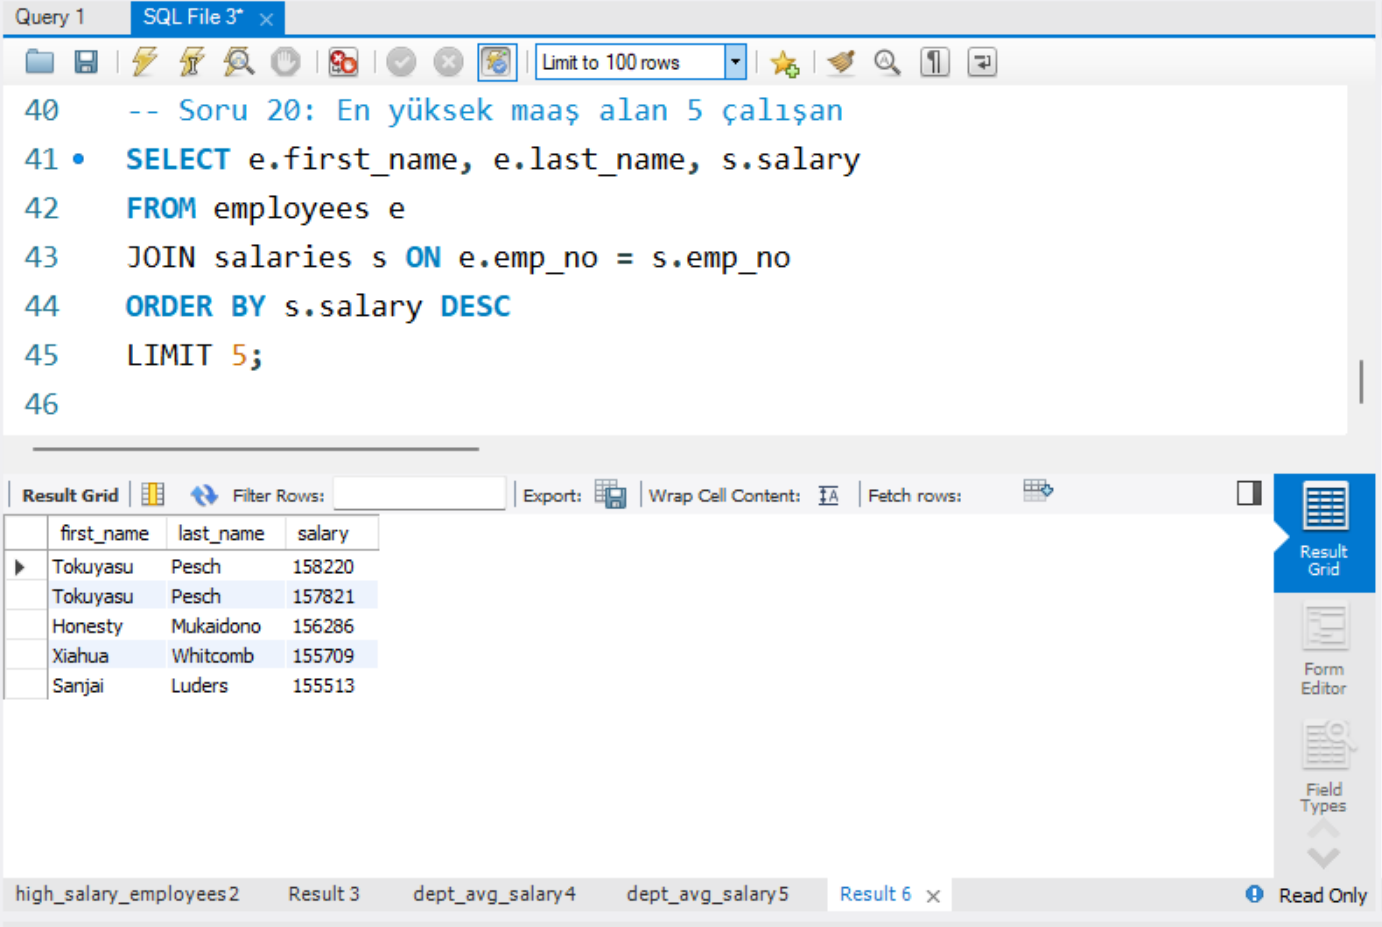 Query 1 SQL File 3*
Limit to 100 rows
40 -- Soru 20: En yüksek maaş alan 5 çalışan
41 SELECT e.first_name, e.last_name, s.salary
42 FROM employees e
43 JOIN salaries s ON e.emp_no = s.emp_no
44 ORDER BY s.salary DESC
45 LIMIT 5;
46
Result Grid Filter Rows: Export: Wrap Cell Content: Fetch rows:
first_name last_name salary
Tokuyasu Pesch 158220
Tokuyasu Pesch 157821
Honesty Mukaidono 156286
Xiahua Whitcomb 155709
Sanjai Luders 155513
Result
Grid
Form
Editor
Field
Types
high_salary_employees2 Result 3 dept_avg_salary4 dept_avg_salary5 Result 6 Read Only